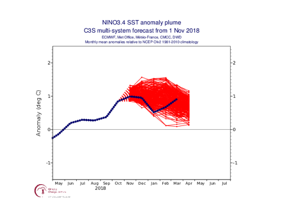 NINO3.4 SST anomaly plume
C3S multi-system forecast from 1 Nov 2018
ECMWF, Met Office, Météo-France, CMCC, DWD
Monthly mean anomalies relative to NCEP OIv2 1981-2010 climatology
Anomaly (deg C)
2
1
0
-1
2
1
0
-1
May Jun Jul Aug Sep Oct Nov Dec Jan Feb Mar Apr May Jun Jul
2018